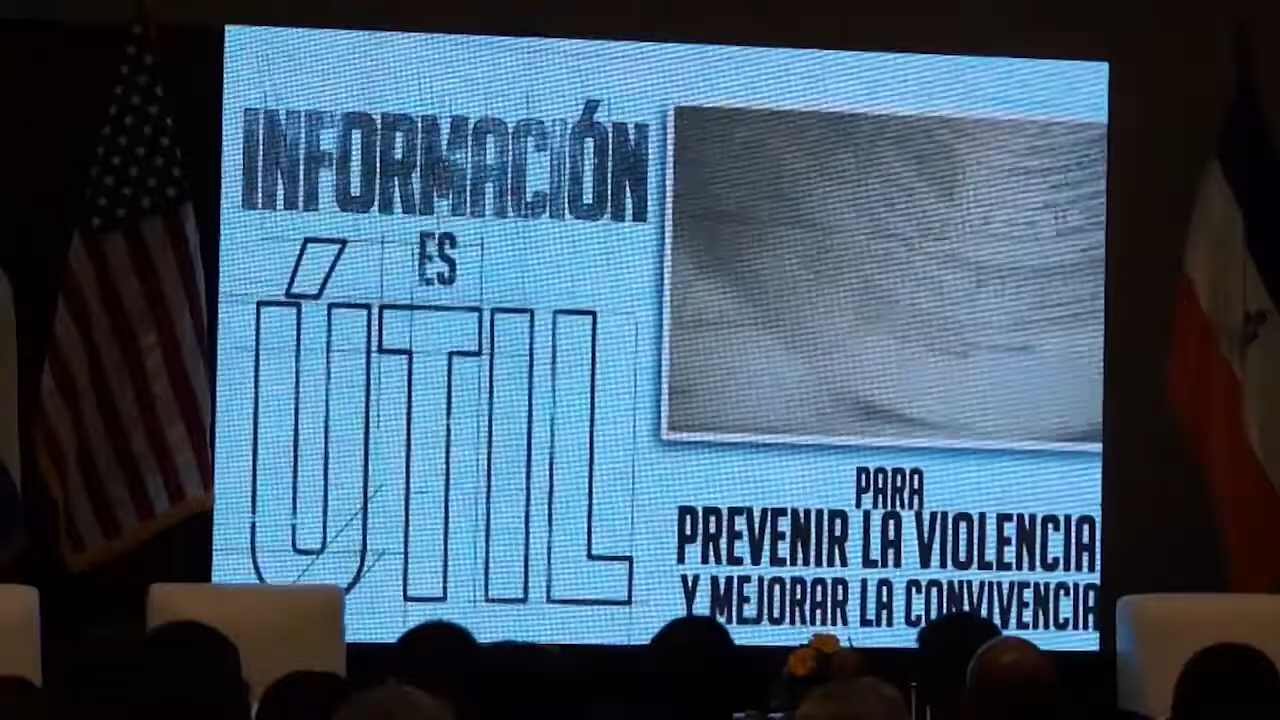 INFORMACIÓN
ES
ÚTIL
PARA
PREVENIR LA VIOLENCIA
Y MEJORAR LA CONVIVENCIA